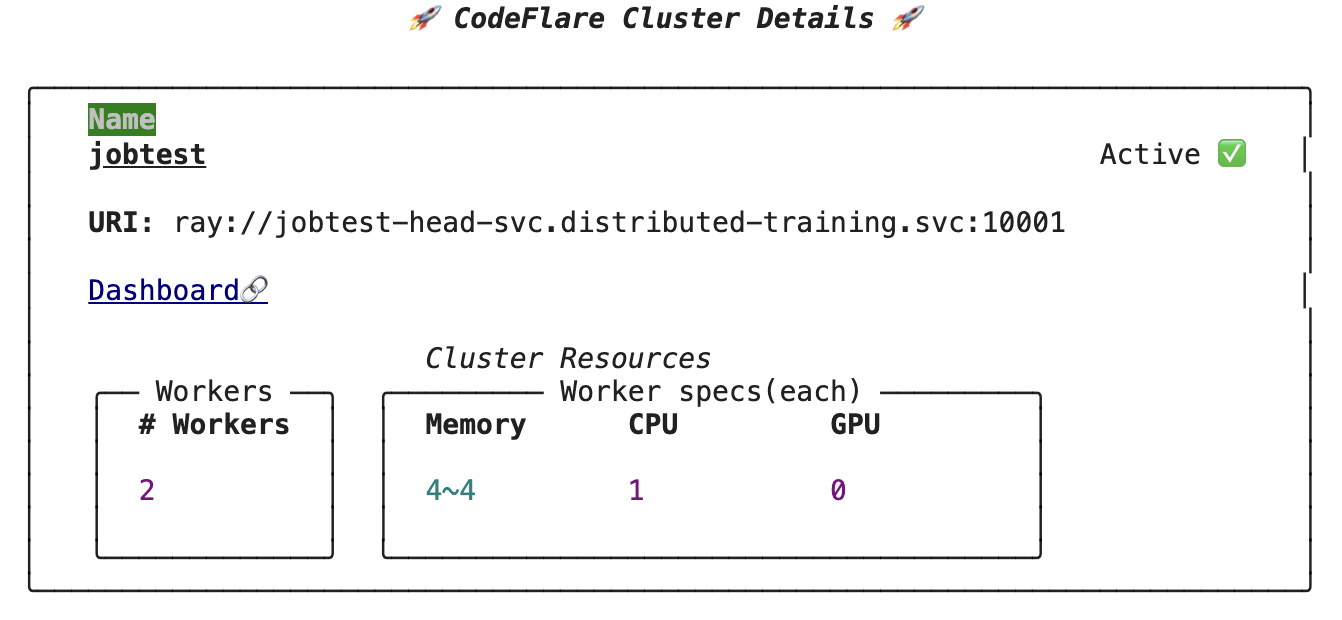 🚀 CodeFlare Cluster Details 🚀
Name
jobtest Active ✅
URI: ray://jobtest-head-svc.distributed-training.svc:10001
Dashboard🔗
Cluster Resources
Workers Worker specs(each)
# Workers Memory CPU GPU
2 4~4 1 0